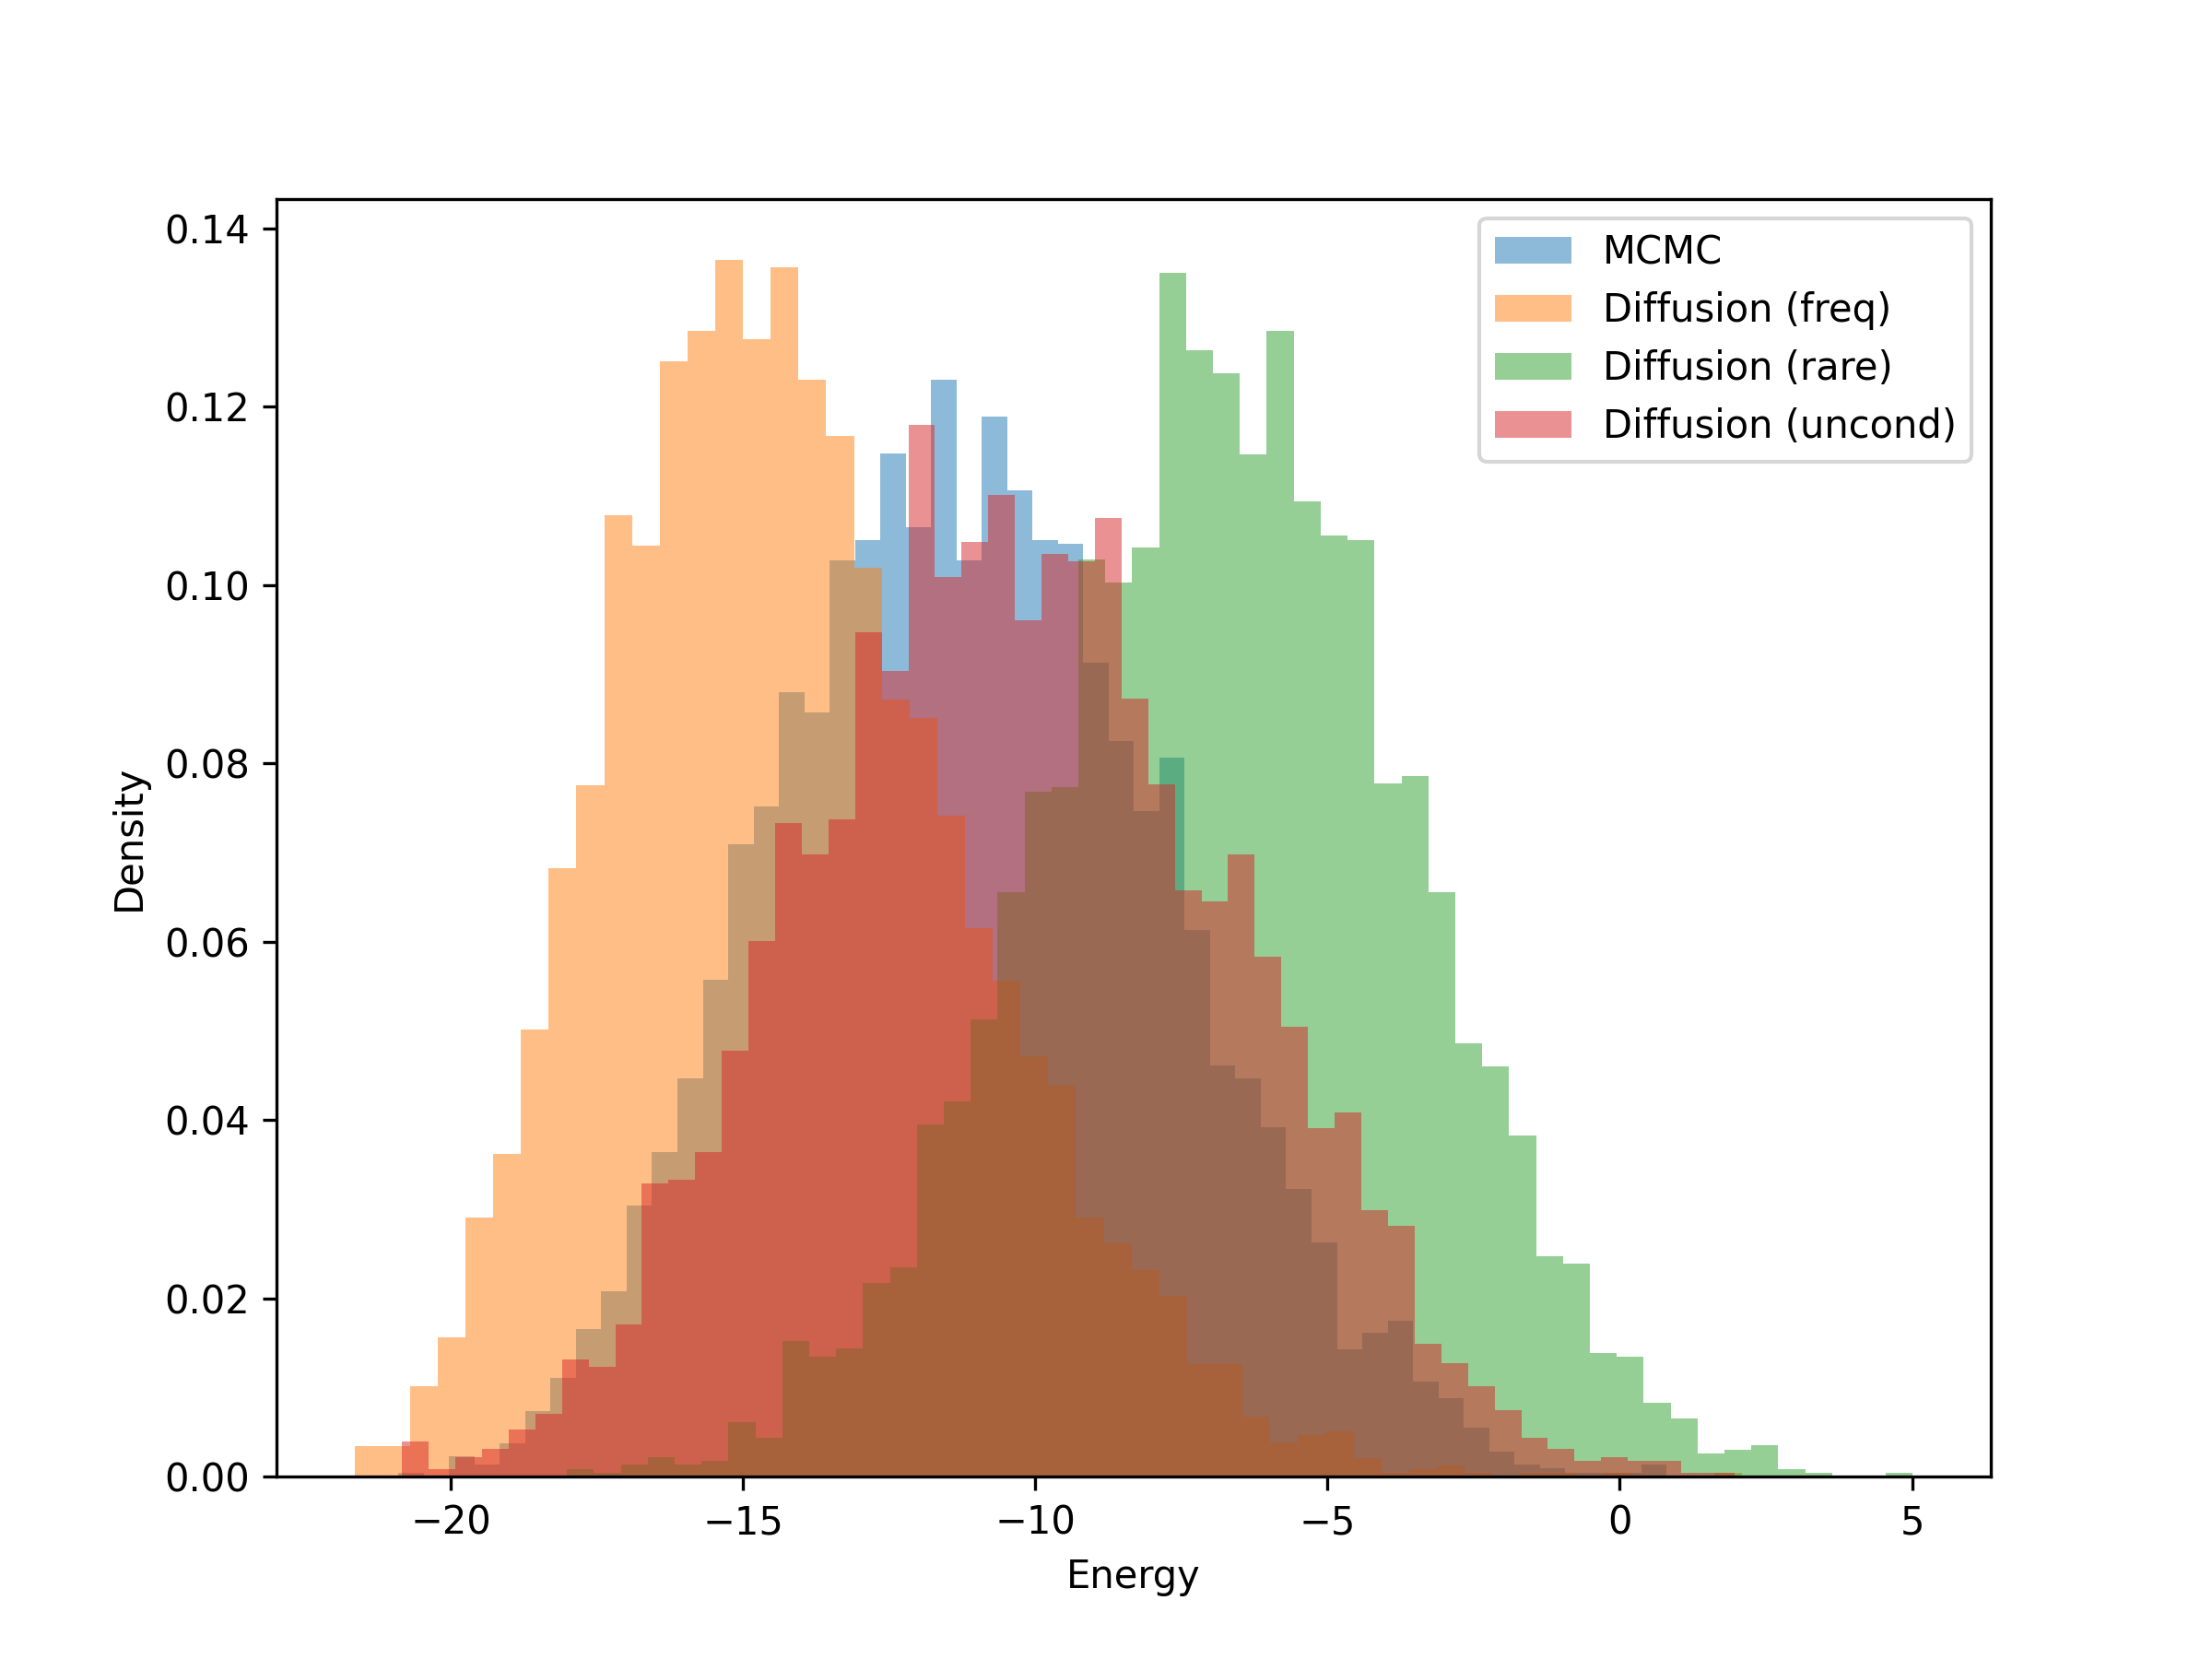 0.14
0.12
0.10
0.08
0.06
0.04
0.02
0.00
Density
−20 −15 −10 −5 0 5
Energy
MCMC
Diffusion (freq)
Diffusion (rare)
Diffusion (uncond)